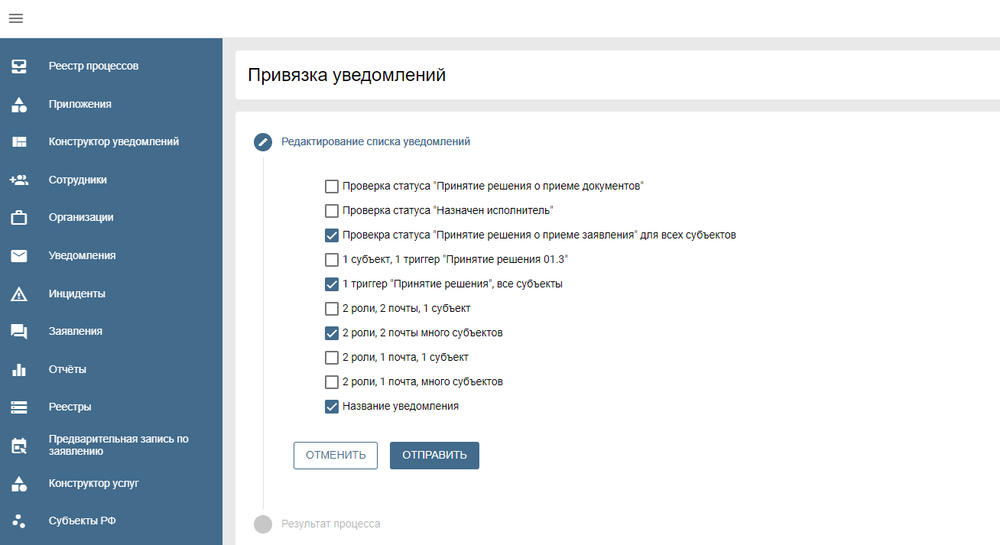 Реестр процессов
Приложения
Конструктор уведомлений
Сотрудники
Организации
Уведомления
Инциденты
Заявления
Отчёты
Реестры
Предварительная запись по
заявлению
Конструктор услуг
Субъекты РФ
Привязка уведомлений
Редактирование списка уведомлений
Проверка статуса "Принятие решения о приеме документов"
Проверка статуса "Назначен исполнитель"
Провекра статуса "Принятие решения о приеме заявления" для всех субъектов
1 субъект, 1 триггер "Принятие решения 01.3"
1 триггер "Принятие решения", все субъекты
2 роли, 2 почты, 1 субъект
2 роли, 2 почты много субъектов
2 роли, 1 почта, 1 субъект
2 роли, 1 почта, много субъектов
Название уведомления
ОТМЕНИТЬ ОТПРАВИТЬ
Результат процесса